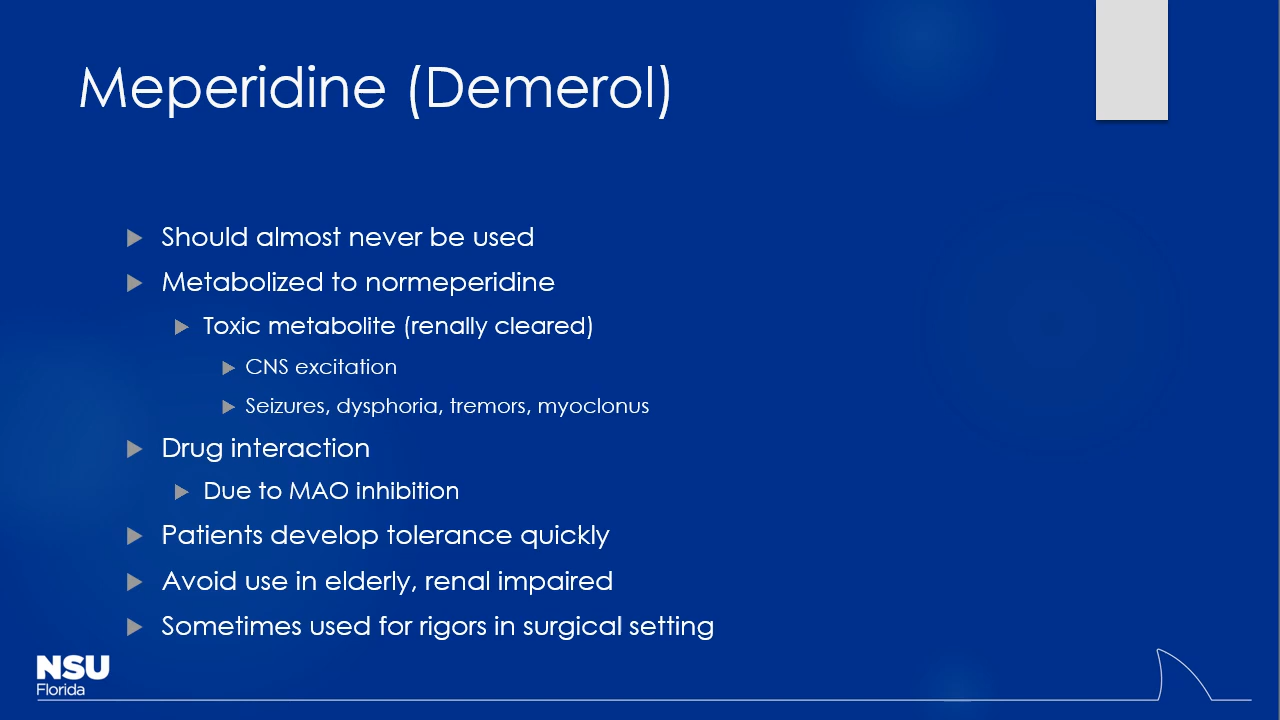 Meperidine (Demerol)
Should almost never be used
Metabolized to normeperidine
Toxic metabolite (renally cleared)
CNS excitation
Seizures, dysphoria, tremors, myoclonus
Drug interaction
Due to MAO inhibition
Patients develop tolerance quickly
Avoid use in elderly, renal impaired
Sometimes used for rigors in surgical setting
NSU
Florida